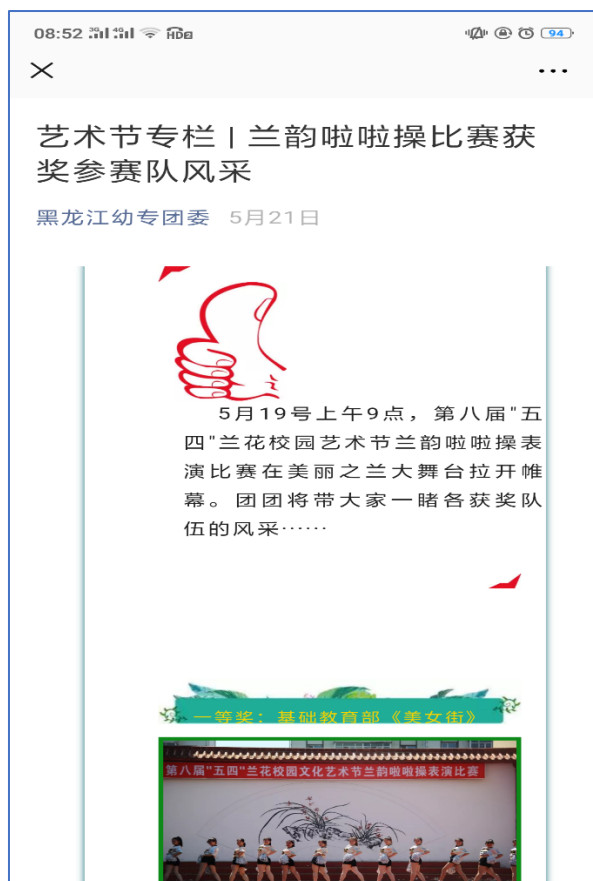 08:52 3G 4G HD 94
艺术节专栏 | 兰韵啦啦操比赛获
奖参赛队风采
黑龙江幼专团委 5月21日
5月19号上午9点，第八届"五
四"兰花校园艺术节兰韵啦啦操表
演比赛在美丽之兰大舞台拉开帷
幕。团团将带大家一睹各获奖队
伍的风采……
一等奖：基础教育部《美女街》
第八届"五四"兰花校园文化艺术节兰韵啦啦操表演比赛